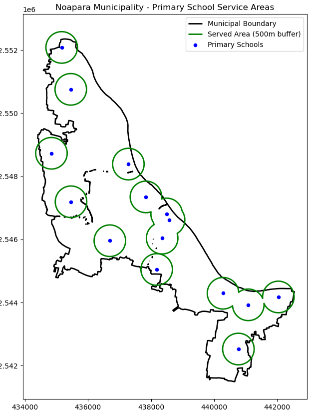 Noapara Municipality - Primary School Service Areas
1e6
Municipal Boundary
Served Area (500m buffer)
Primary Schools
2.552
2.550
2.548
2.546
2.544
2.542
434000 436000 438000 440000 442000